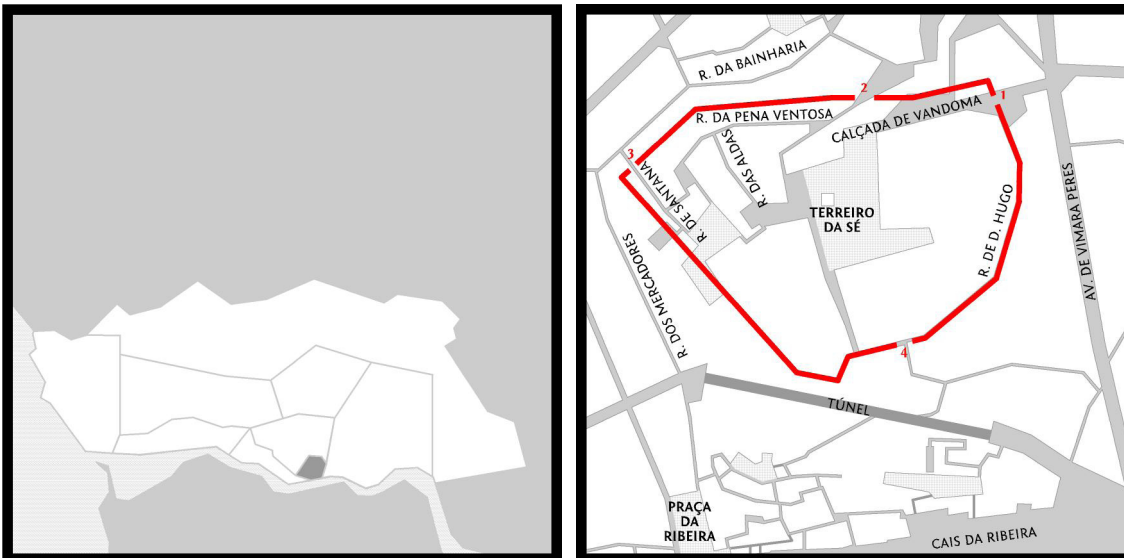 R. DA BAINHARIA
2
1
R. DA PENA VENTOSA
CALÇADA DE VANDOMA
3
R. DE SANTANA
R. DAS ALDAS
TERREIRO
DA SÉ
R. DE D. HUGO
AV. DE VIMARA PERES
R. DOS MERCADORES
4
TÚNEL
PRAÇA
DA
RIBEIRA
CAIS DA RIBEIRA